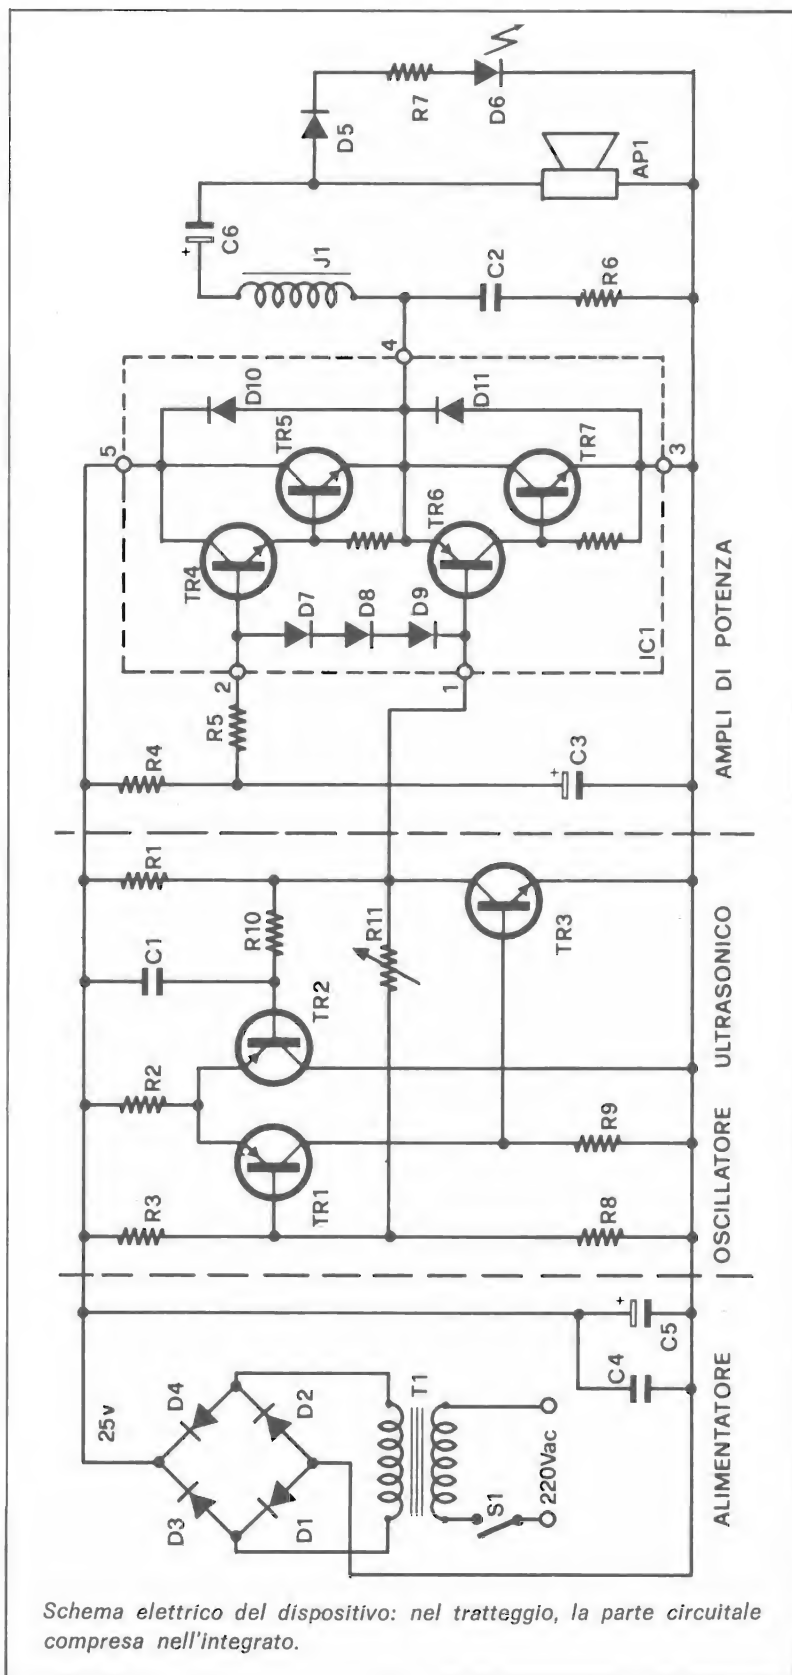 25v
D4
D3
D2
D1
T1
S1
220Vac
C4
C5
+
ALIMENTATORE
R3
R2
C1
R1
R10
TR2
TR1
R11
TR3
R8
R9
OSCILLATORE ULTRASONICO
R4
R5
2
1
C3
+
5
TR4
TR5
D10
D7
D8
D9
TR6
D11
TR7
4
3
IC1
AMPLI DI POTENZA
+
C6
J1
C2
R6
D5
R7
D6
AP1
Schema elettrico del dispositivo: nel tratteggio, la parte circuitale
compresa nell'integrato.